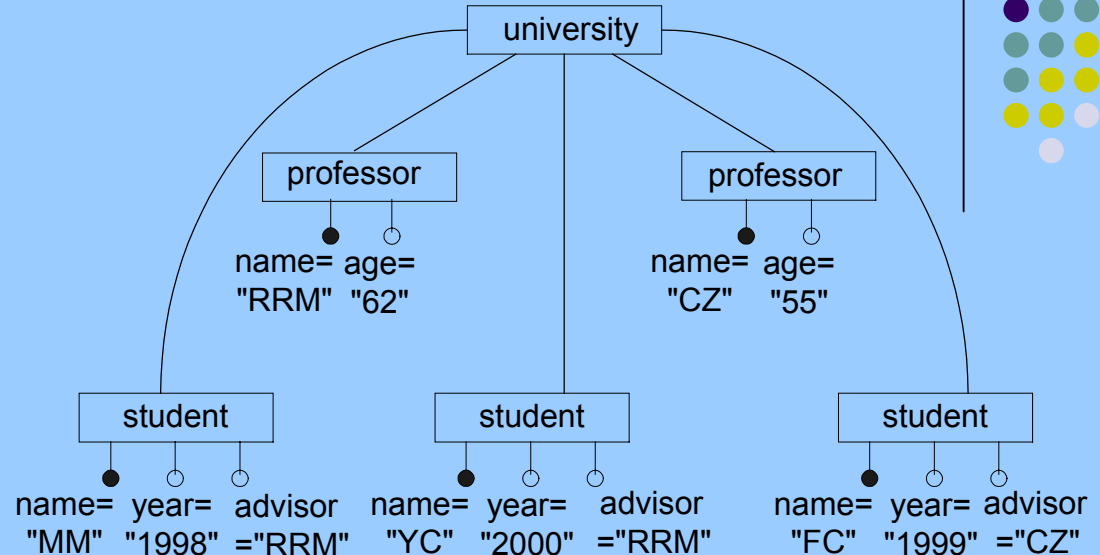 university
professor
professor
name= age=
"RRM" "62"
name= age=
"CZ" "55"
student
student
student
name= year= advisor
"MM" "1998" ="RRM"
name= year= advisor
"YC" "2000" ="RRM"
name= year= advisor
"FC" "1999" ="CZ"